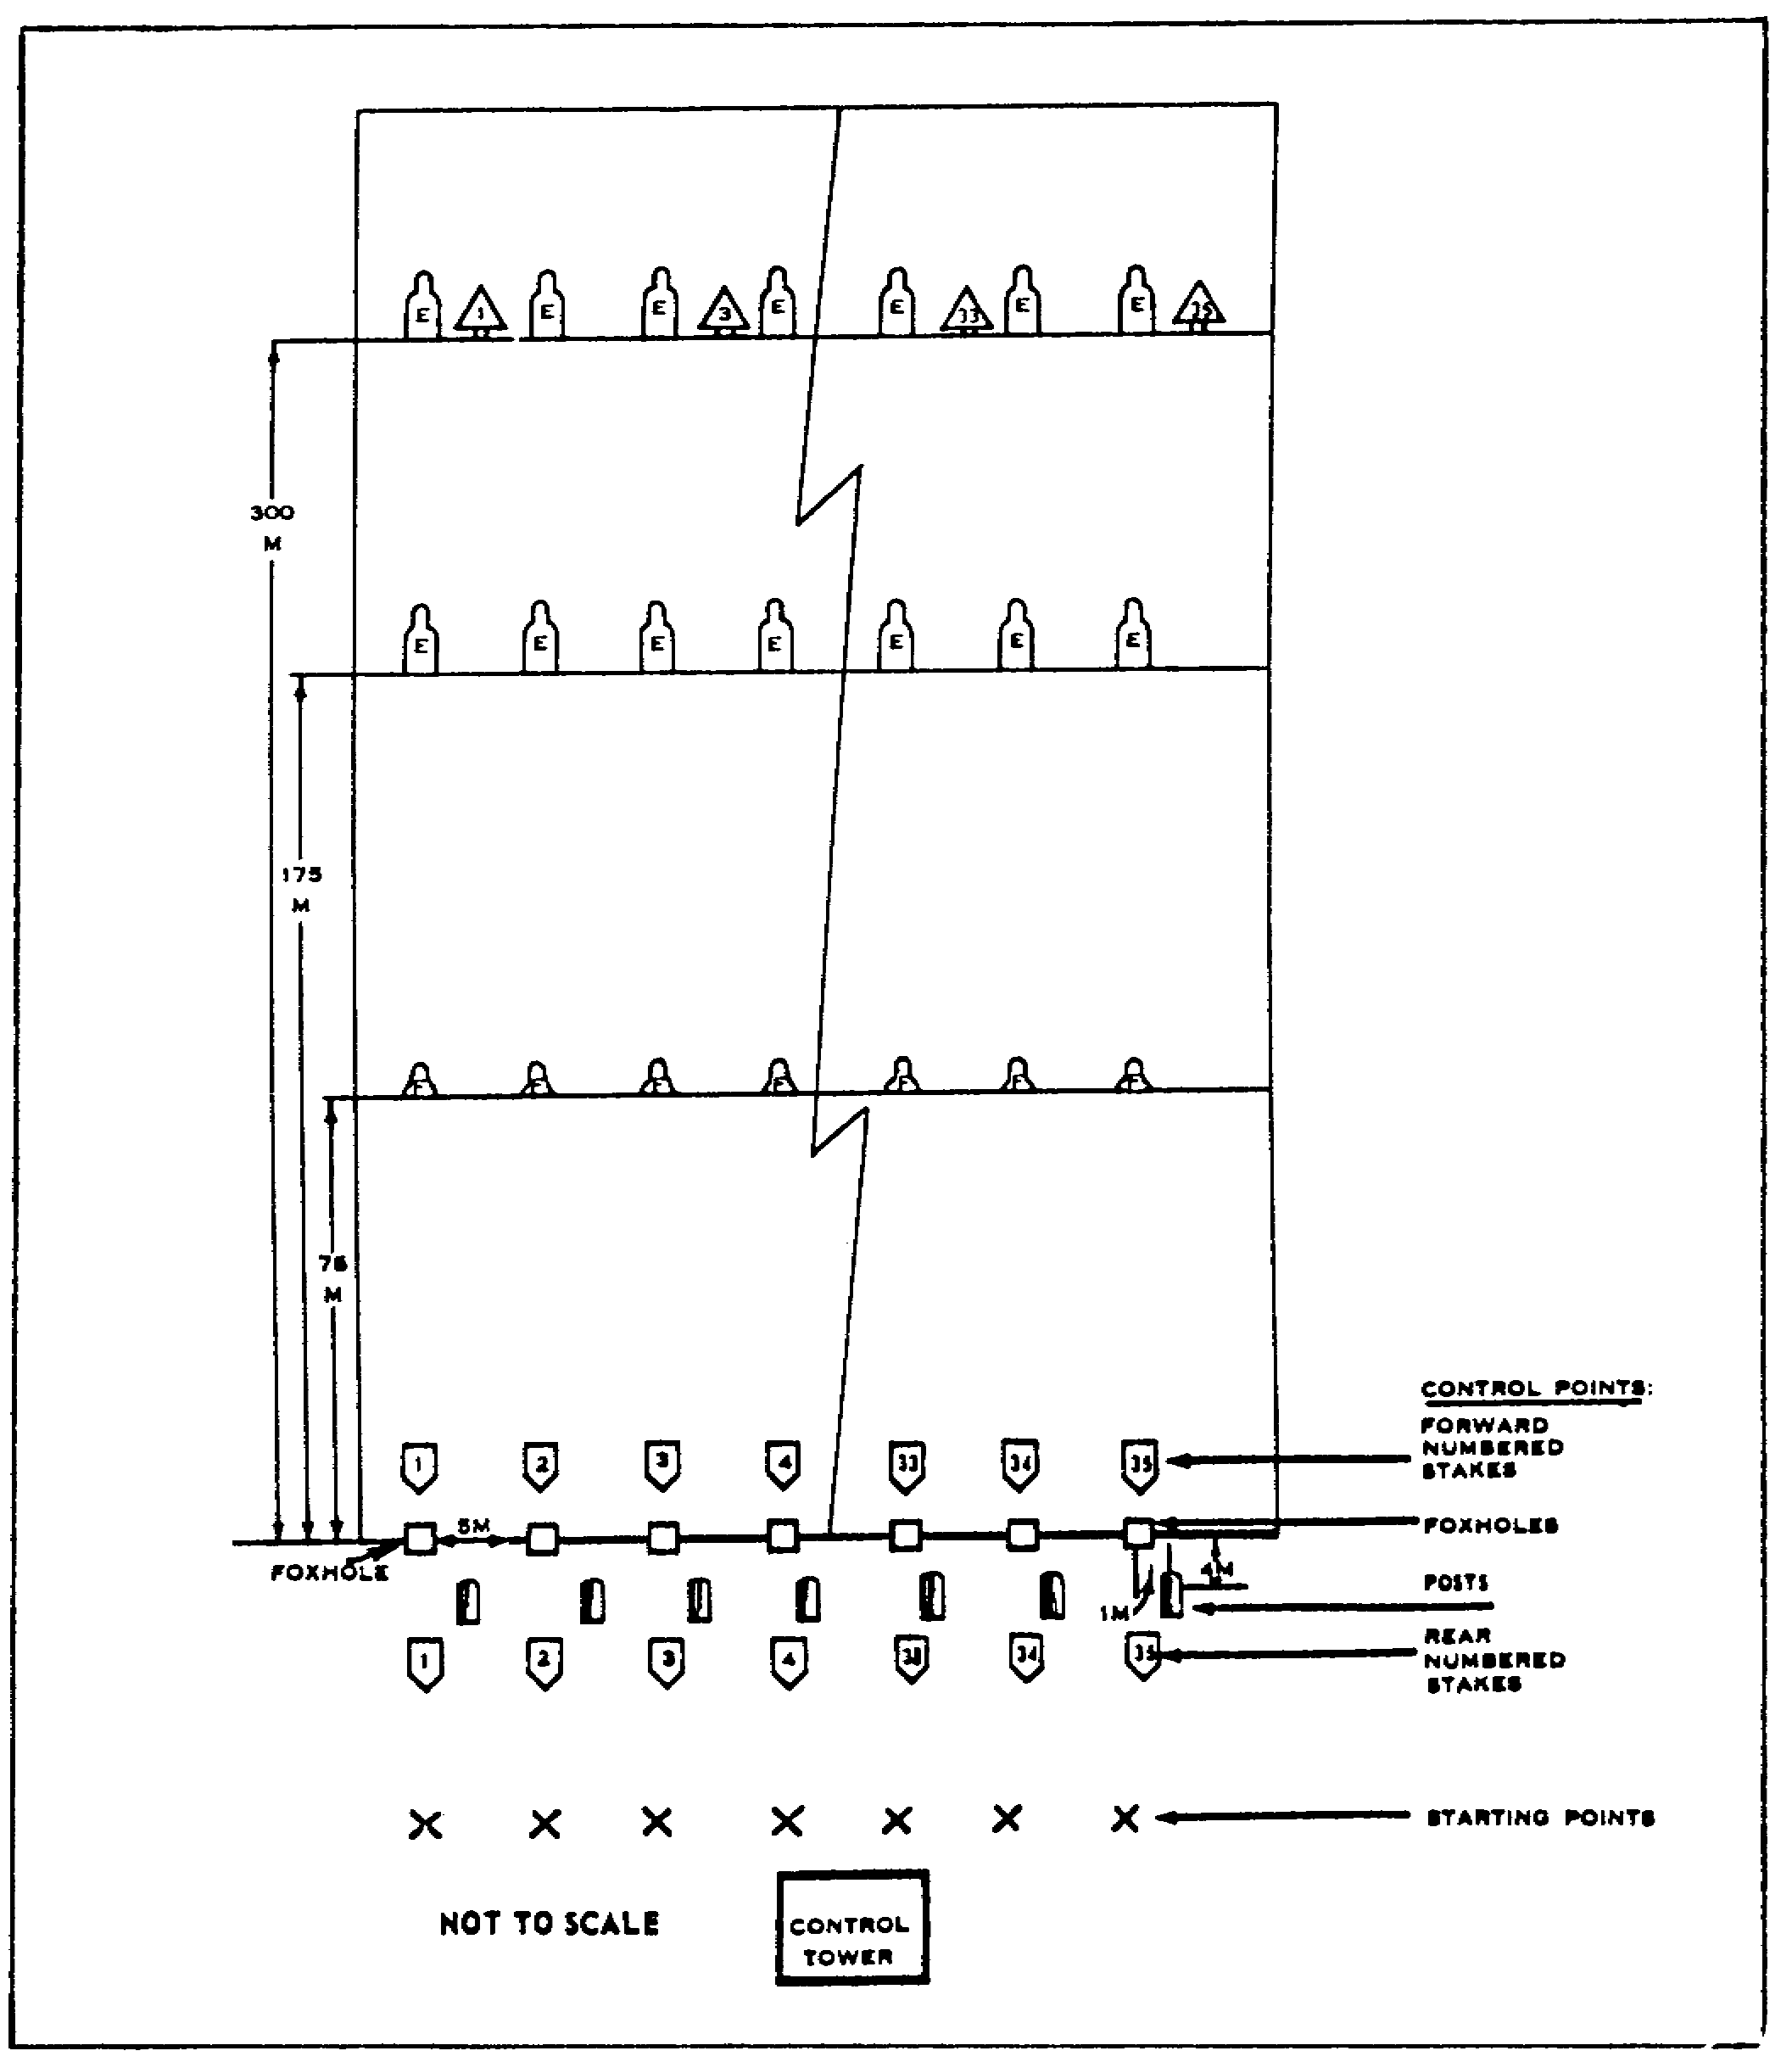 E 1 E E 3 E E 33 E E 35
300
M
E E E E E E E
175
M
E
75
M
CONTROL POINTS:
FORWARD
NUMBERED
STAKES
1 2 3 4 33 34 35
5M
FOXHOLES
FOXHOLE
4M
POSTS
1M
REAR
NUMBERED
STAKES
1 2 3 4 33 34 35
STARTING POINTS
NOT TO SCALE
CONTROL
TOWER